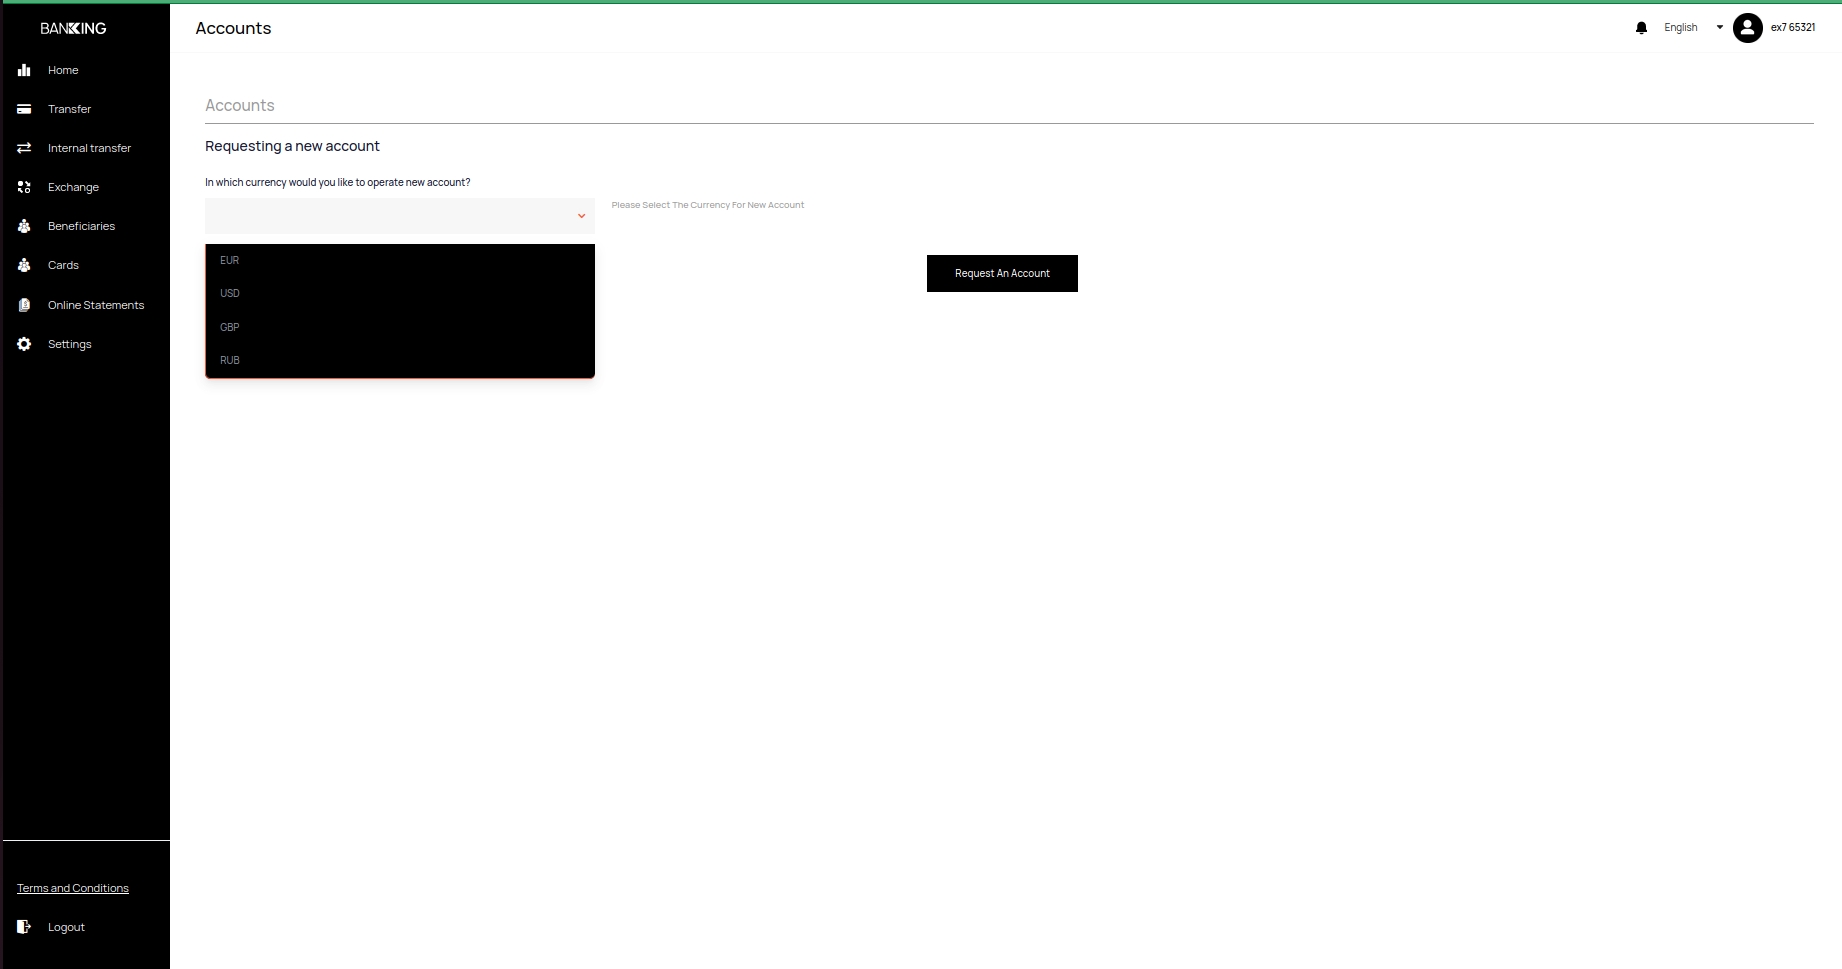 BANKING
Accounts
English
ex7 65321
Home
Transfer
Internal transfer
Exchange
Beneficiaries
Cards
Online Statements
Settings
Accounts
Requesting a new account
In which currency would you like to operate new account?
Please Select The Currency For New Account
EUR
USD
GBP
RUB
Request An Account
Terms and Conditions
Logout